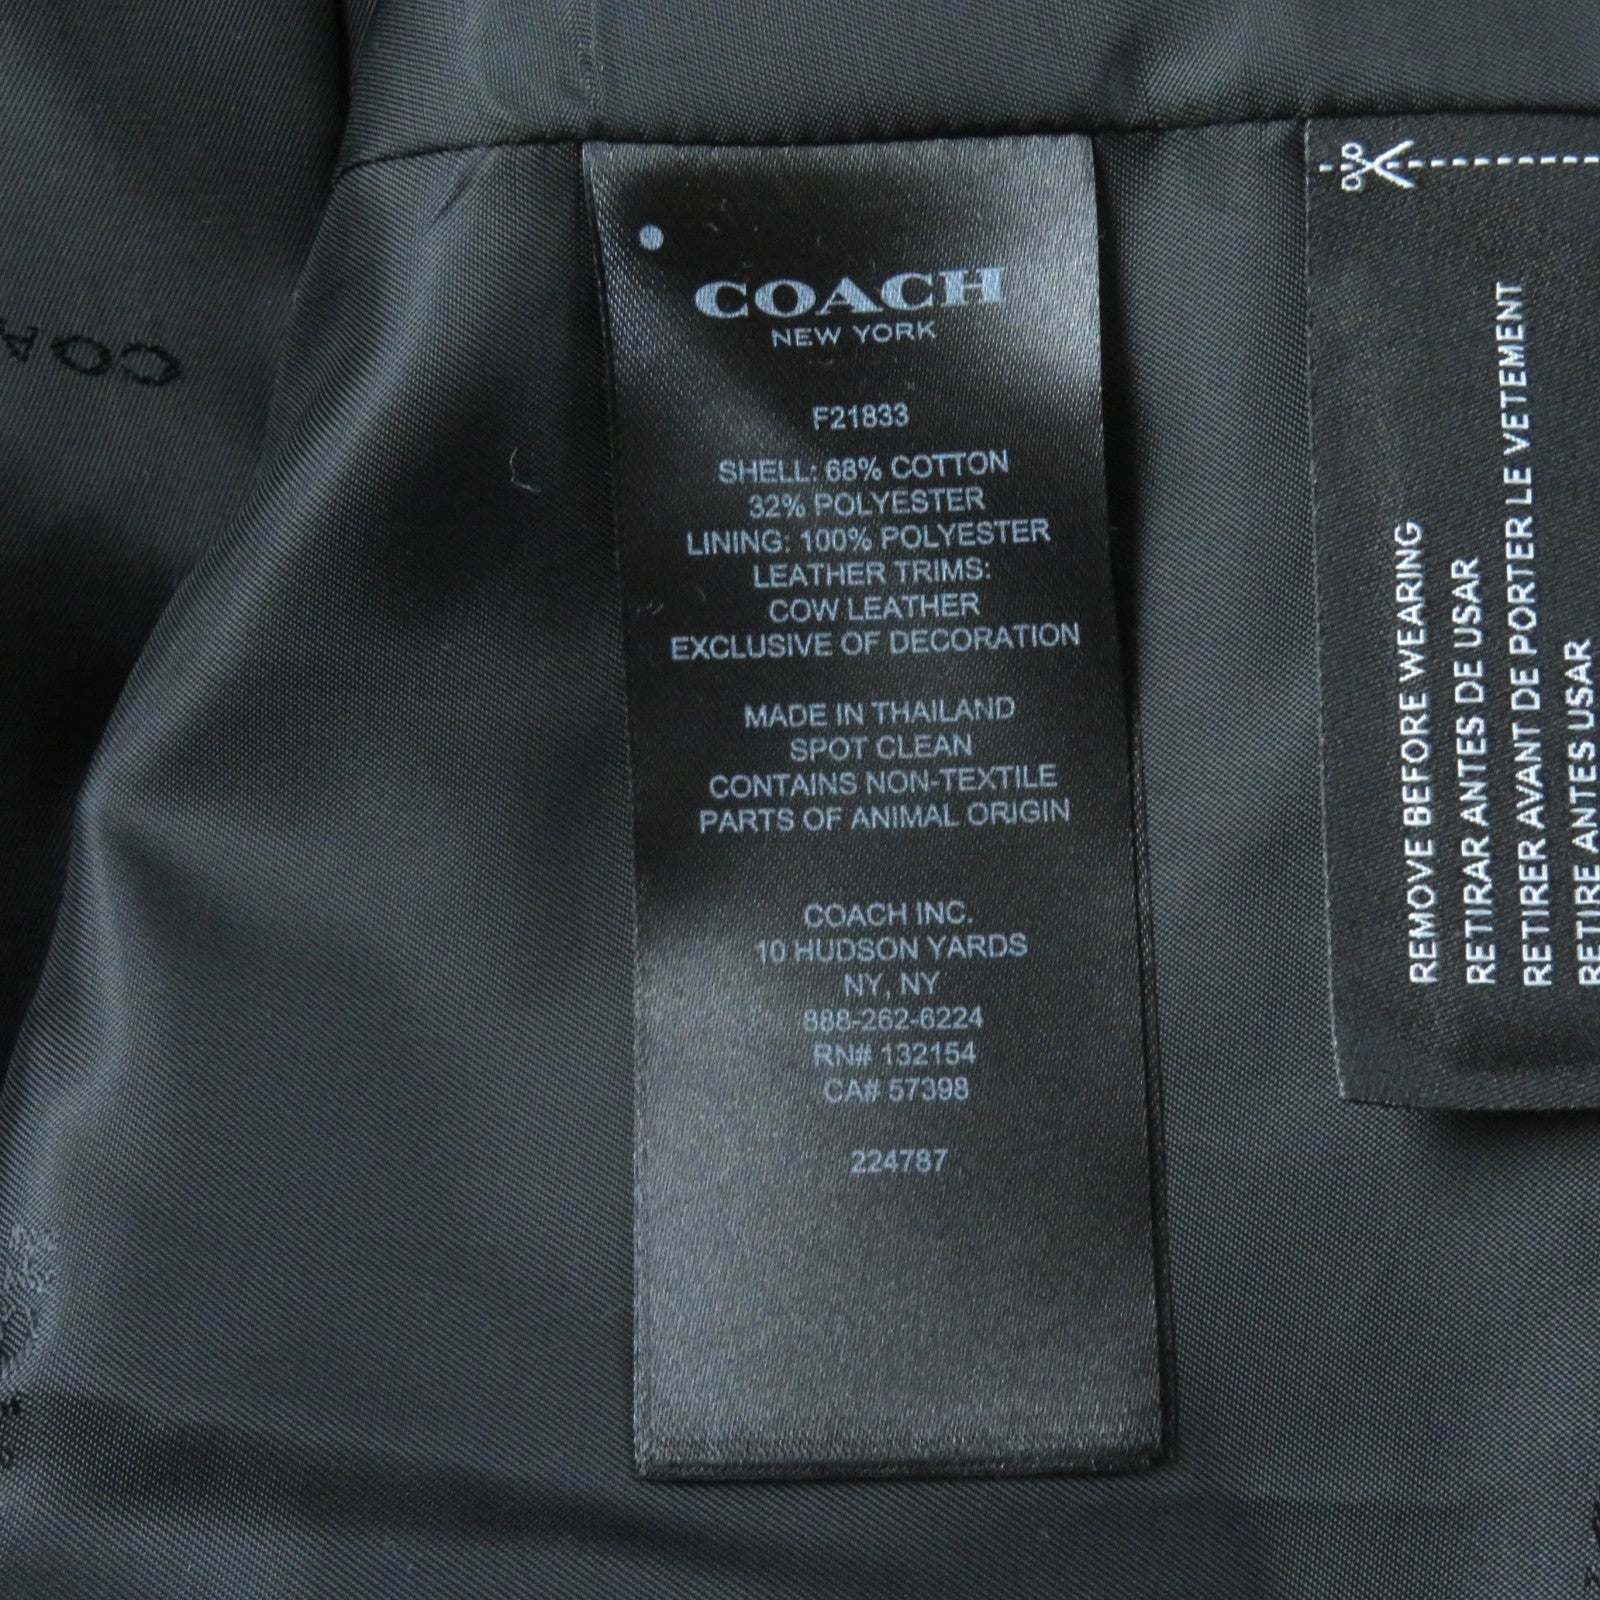 COACH
NEW YORK
F21833
SHELL: 68% COTTON
32% POLYESTER
LINING: 100% POLYESTER
LEATHER TRIMS:
COW LEATHER
EXCLUSIVE OF DECORATION
MADE IN THAILAND
SPOT CLEAN
CONTAINS NON-TEXTILE
PARTS OF ANIMAL ORIGIN
COACH INC.
10 HUDSON YARDS
NY, NY
888-262-6224
RN# 132154
CA# 57398
224787
REMOVE BEFORE WEARING
RETIRAR ANTES DE USAR
RETIRER AVANT DE PORTER LE VETEMENT
RETIRE ANTES USAR
COA